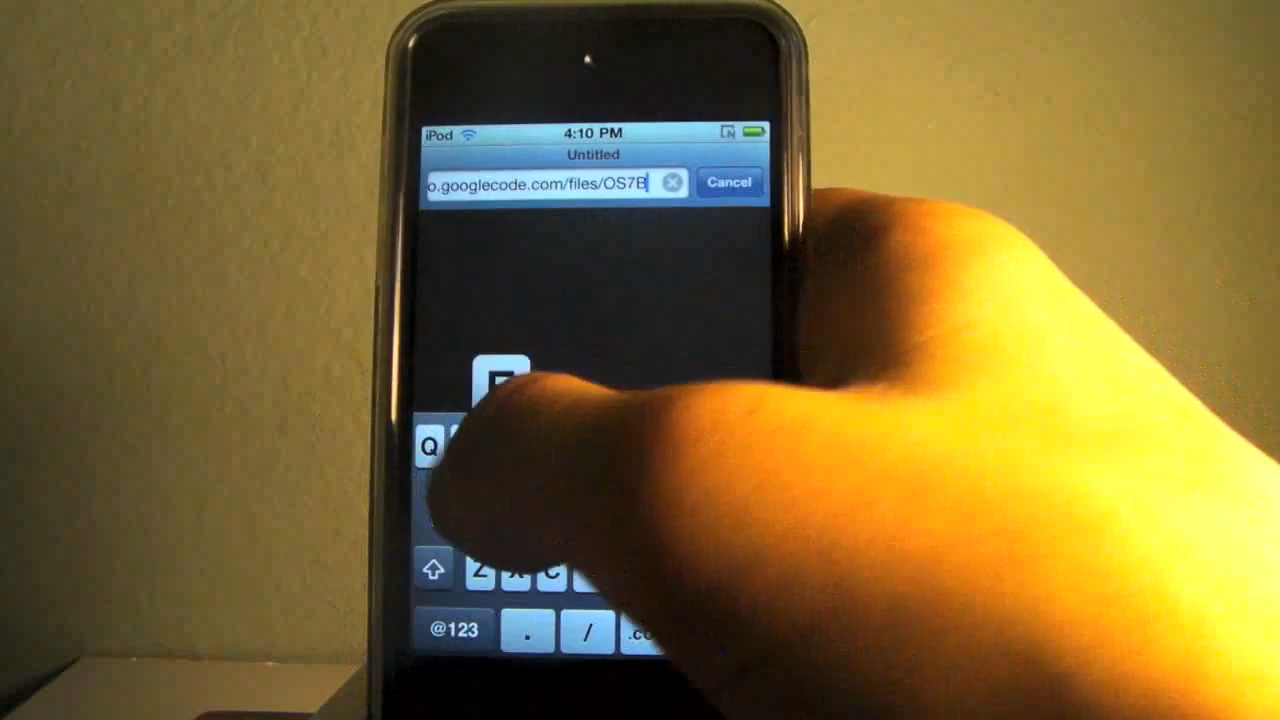 iPod 4:10 PM
Untitled
o.googlecode.com/files/OS7B Cancel
E
Q
Z X C
@123 . / .co